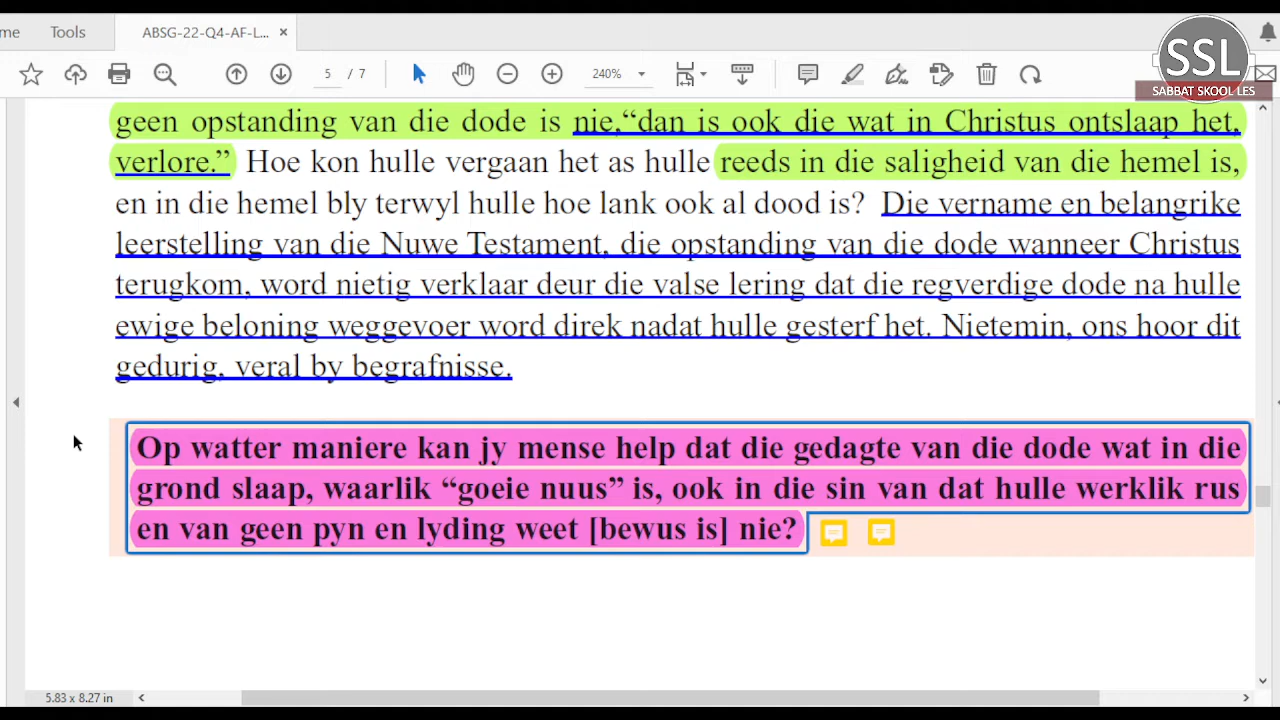 me
Tools
ABSG-22-Q4-AF-L...
SSL
SABBAT SKOOL LES
5 / 7
240%
geen opstanding van die dode is nie,“dan is ook die wat in Christus ontslaap het,
verlore.” Hoe kon hulle vergaan het as hulle reeds in die saligheid van die hemel is,
en in die hemel bly terwyl hulle hoe lank ook al dood is? Die vername en belangrike
leerstelling van die Nuwe Testament, die opstanding van die dode wanneer Christus
terugkom, word nietig verklaar deur die valse lering dat die regverdige dode na hulle
ewige beloning weggevoer word direk nadat hulle gesterf het. Nietemin, ons hoor dit
gedurig, veral by begrafnisse.
Op watter maniere kan jy mense help dat die gedagte van die dode wat in die
grond slaap, waarlik “goeie nuus” is, ook in die sin van dat hulle werklik rus
en van geen pyn en lyding weet [bewus is] nie?
5.83 x 8.27 in